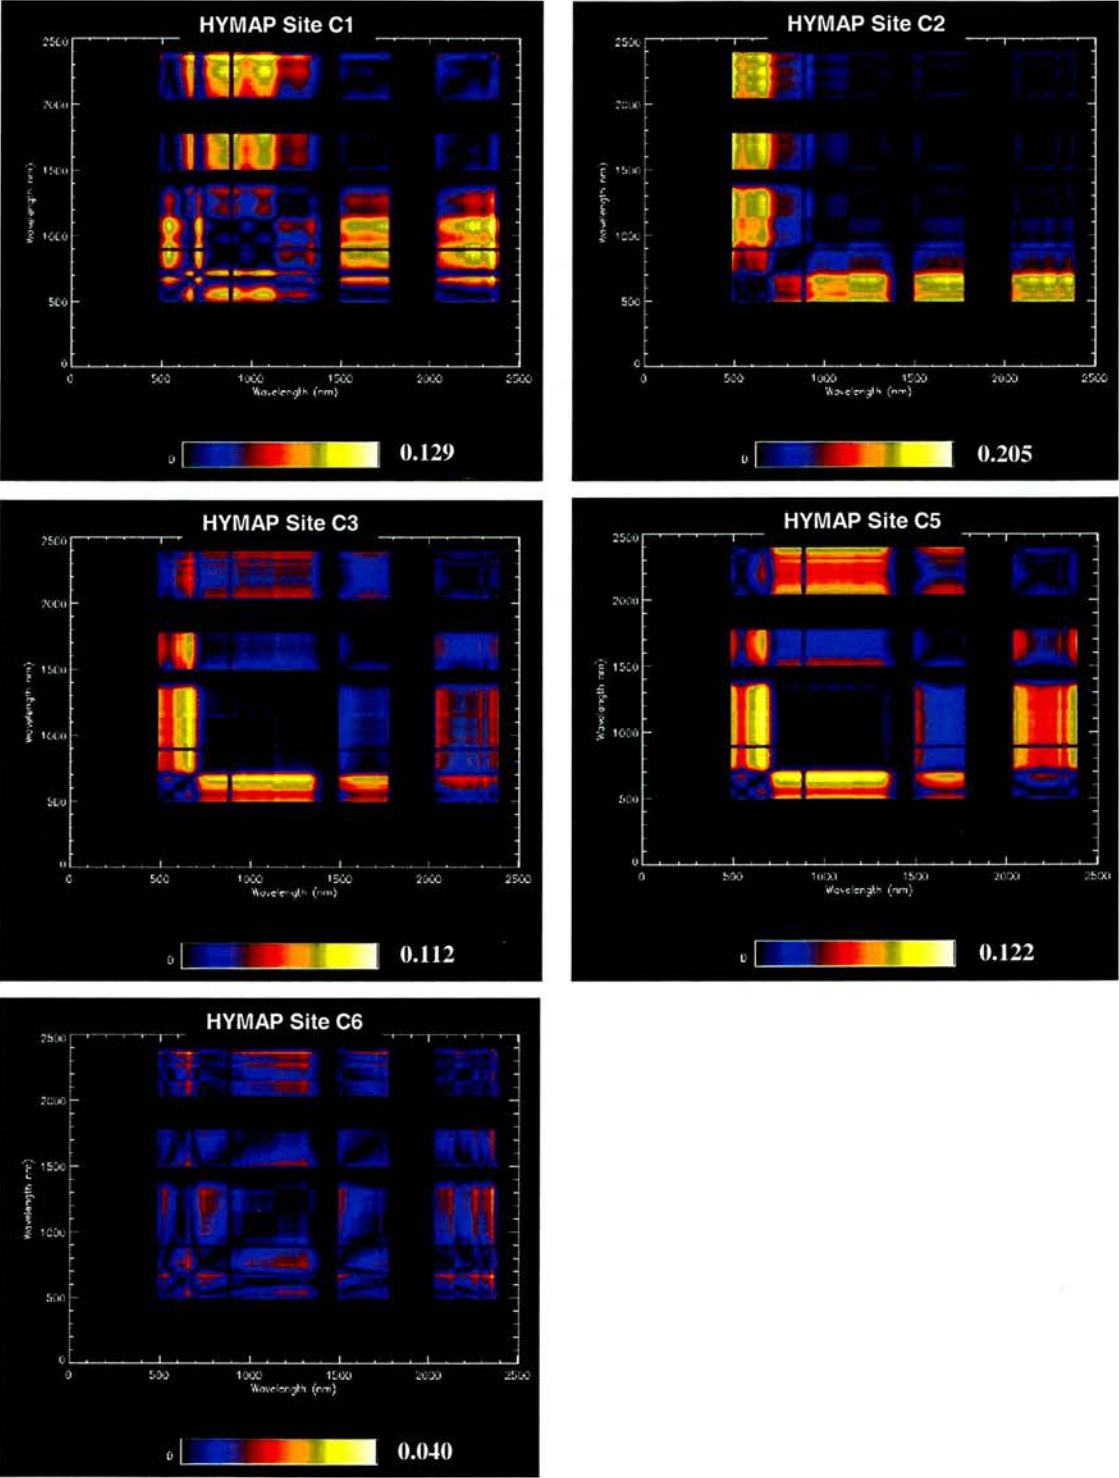 HYMAP Site C1
2500
2000
1500
1000
500
0
Wavelength nm)
0 500 1000 1500 2000 2500
Wavelength (nm)
0 0.129
HYMAP Site C2
2500
2000
1500
1000
500
0
Wavelength nm)
0 500 1000 1500 2000 2500
Wavelength (nm)
0 0.205
HYMAP Site C3
2500
2000
1500
1000
500
0
Wavelength nm)
0 500 1000 1500 2000 2500
Wavelength (nm)
0 0.112
HYMAP Site C5
2500
2000
1500
1000
500
0
Wavelength nm)
0 500 1000 1500 2000 2500
Wavelength (nm)
0 0.122
HYMAP Site C6
2500
2000
1500
1000
500
0
Wavelength nm)
0 500 1000 1500 2000 2500
Wavelength (nm)
0 0.040